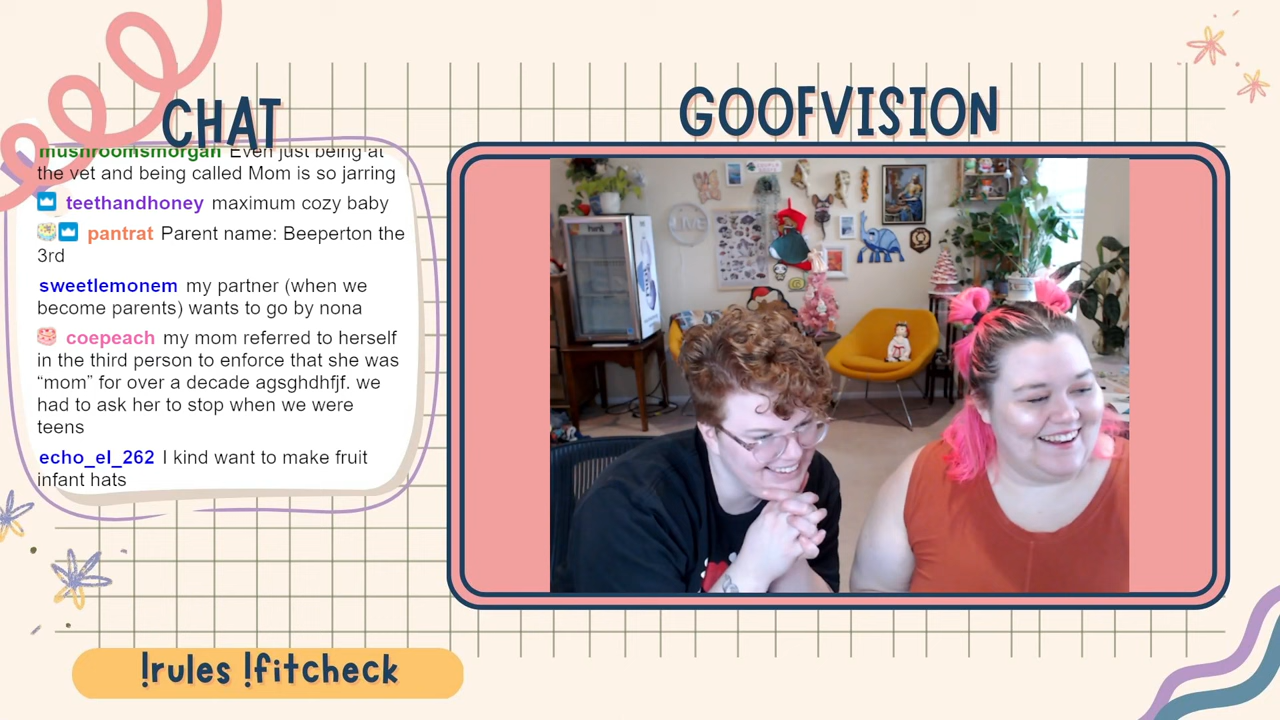 CHAT
GOOFVISION
mushroomsmorgan Even just being at
the vet and being called Mom is so jarring
teethandhoney maximum cozy baby
pantrat Parent name: Beeperton the
3rd
sweetlemonem my partner (when we
become parents) wants to go by nona
coepeach my mom referred to herself
in the third person to enforce that she was
“mom” for over a decade agsghdhfjf. we
had to ask her to stop when we were
teens
echo_el_262 I kind want to make fruit
infant hats
LIVE
!rules !fitcheck